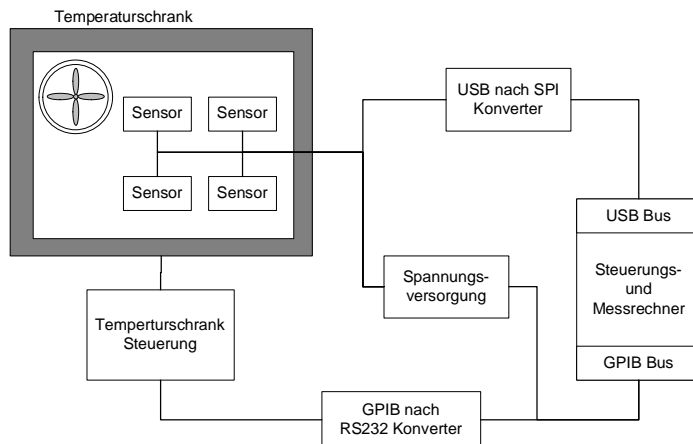 Temperaturschrank
Sensor
Sensor
Sensor
Sensor
USB nach SPI
Konverter
USB Bus
Steuerungs-
und
Messrechner
GPIB Bus
Spannungs-
versorgung
Temperturschrank
Steuerung
GPIB nach
RS232 Konverter